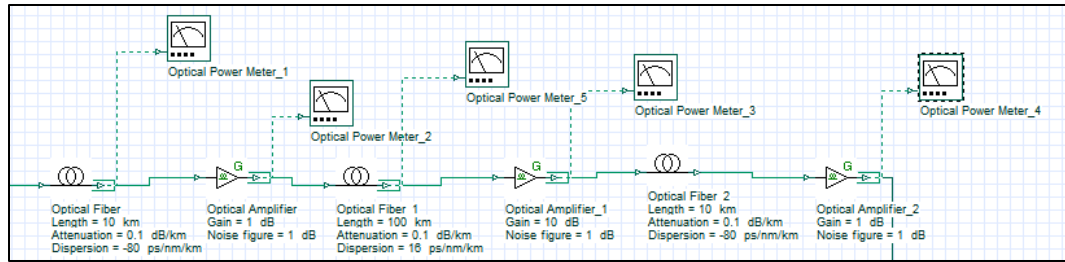 Optical Power Meter_1
Optical Power Meter_2
Optical Power Meter_5
Optical Power Meter_3
Optical Power Meter_4
G
G
G
Optical Fiber
Length = 10 km
Attenuation = 0.1 dB/km
Dispersion = -80 ps/nm/km
Optical Amplifier
Gain = 1 dB
Noise figure = 1 dB
Optical Fiber 1
Length = 100 km
Attenuation = 0.1 dB/km
Dispersion = 16 ps/nm/km
Optical Amplifier_1
Gain = 10 dB
Noise figure = 1 dB
Optical Fiber 2
Length = 10 km
Attenuation = 0.1 dB/km
Dispersion = -80 ps/nm/km
Optical Amplifier_2
Gain = 1 dB
Noise figure = 1 dB